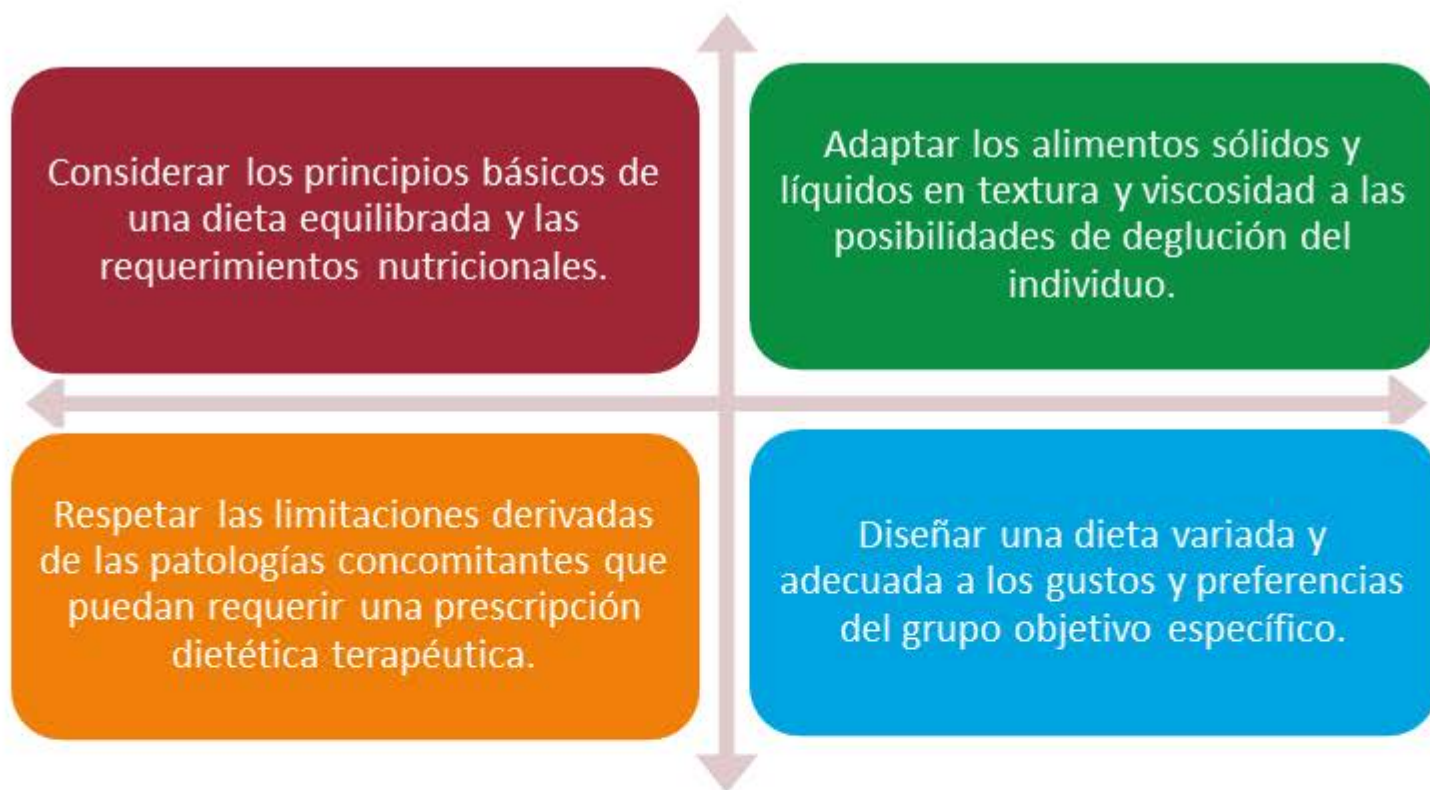 Considerar los principios básicos de
una dieta equilibrada y las
requerimientos nutricionales.
Adaptar los alimentos sólidos y
líquidos en textura y viscosidad a las
posibilidades de deglución del
individuo.
Respetar las limitaciones derivadas
de las patologías concomitantes que
puedan requerir una prescripción
dietética terapéutica.
Diseñar una dieta variada y
adecuada a los gustos y preferencias
del grupo objetivo específico.